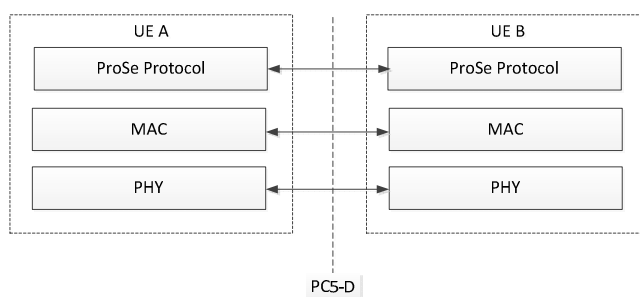 UE A
UE B
ProSe Protocol
ProSe Protocol
MAC
MAC
PHY
PHY
PC5-D